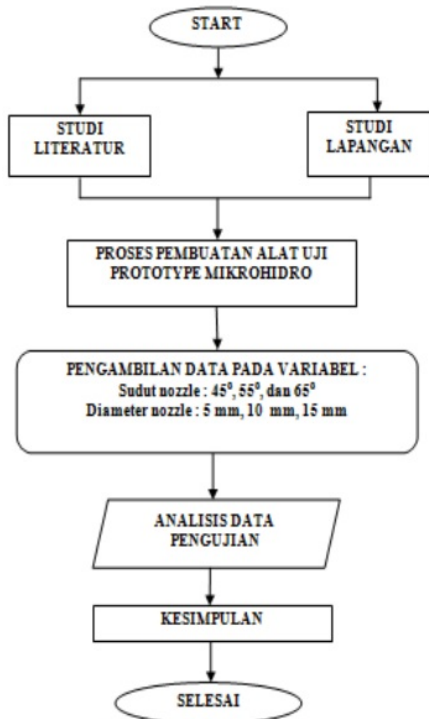 START
STUDI
LITERATUR
STUDI
LAPANGAN
PROSES PEMBUATAN ALAT UJI
PROTOTYPE MIKROHIDRO
PENGAMBILAN DATA PADA VARIABEL :
Sudut nozzle : 45⁰, 55⁰, dan 65⁰
Diameter nozzle : 5 mm, 10 mm, 15 mm
ANALISIS DATA
PENGUJIAN
KESIMPULAN
SELESAI